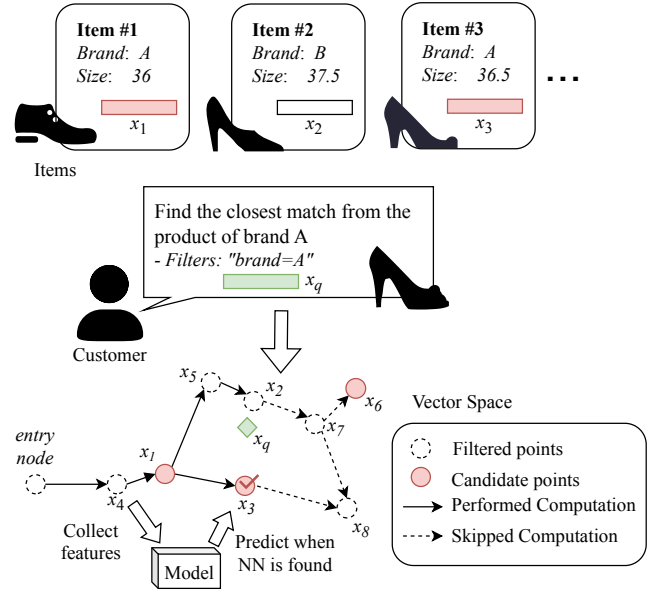 Item #1
Brand: A
Size: 36
x1
Item #2
Brand: B
Size: 37.5
x2
Item #3
Brand: A
Size: 36.5
x3
...
Items
Find the closest match from the
product of brand A
- Filters: "brand=A"
xq
Customer
x5
x2
x6
x7
xq
entry
node
x1
x4
x3
x8
Collect
features
Model
Predict when
NN is found
Vector Space
Filtered points
Candidate points
Performed Computation
Skipped Computation